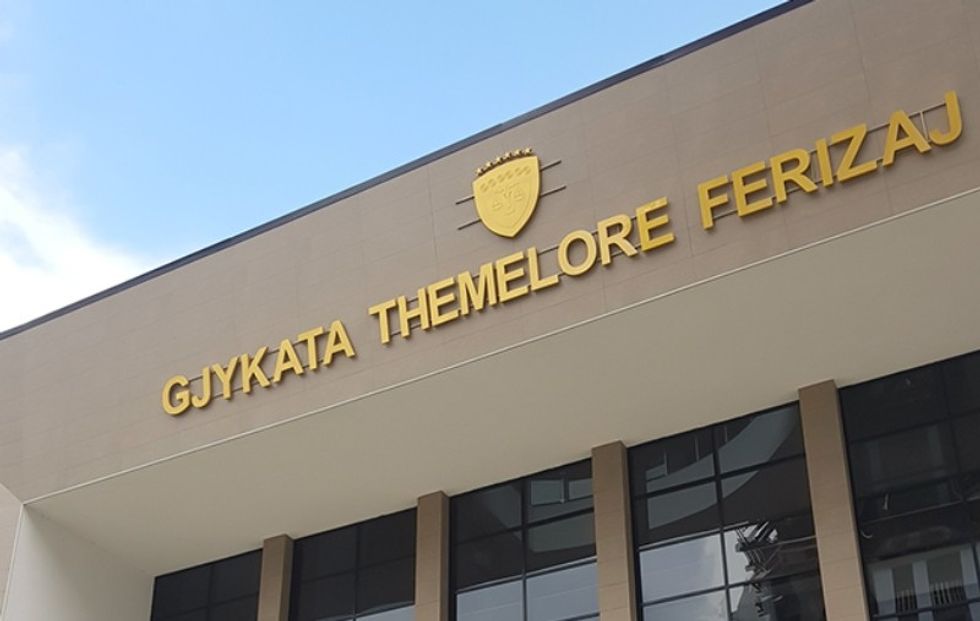 GJYKATA THEMELORE FERIZAJ